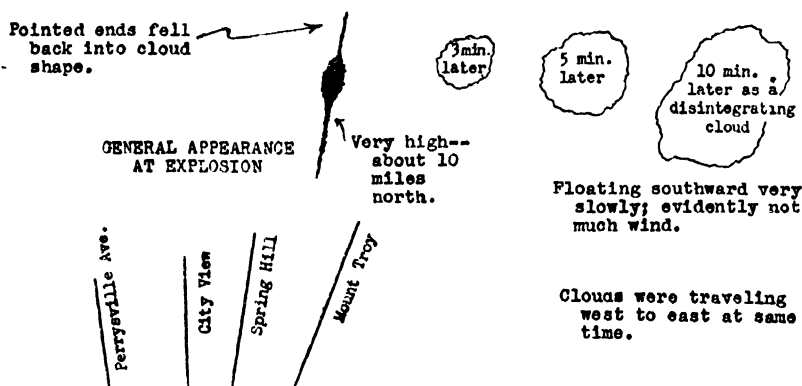 Pointed ends fell
back into cloud
shape.
3 min.
later
5 min.
later
10 min.
later as a
disintegrating
cloud
GENERAL APPEARANCE
AT EXPLOSION
Very high--
about 10
miles
north.
Floating southward very
slowly; evidently not
much wind.
Perrysville Ave.
City View
Spring Hill
Mount Troy
Clouds were traveling
west to east at same
time.